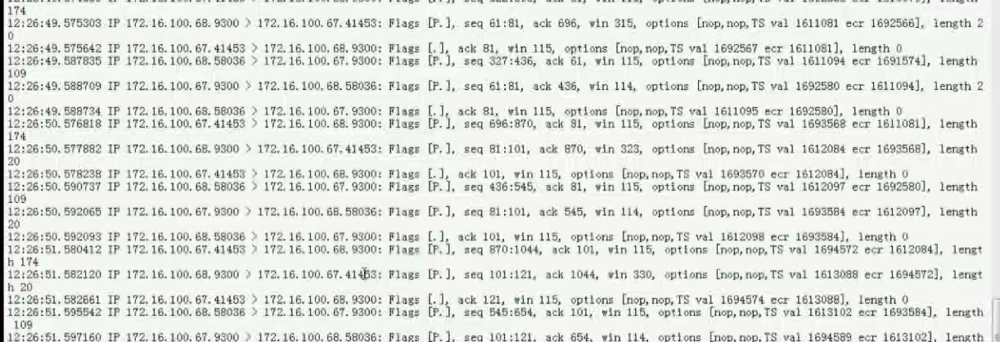 174
12:26:49.575303 IP 172.16.100.68.9300 > 172.16.100.67.41453: Flags [P.], seq 61:81, ack 696, win 315, options [nop,nop,TS val 1611081 ecr 1692566], length 2
0
12:26:49.575642 IP 172.16.100.67.41453 > 172.16.100.68.9300: Flags [.], ack 81, win 115, options [nop,nop,TS val 1692567 ecr 1611081], length 0
12:26:49.587835 IP 172.16.100.68.58036 > 172.16.100.67.9300: Flags [P.], seq 327:436, ack 61, win 115, options [nop,nop,TS val 1611094 ecr 1691574], length
109
12:26:49.588709 IP 172.16.100.67.9300 > 172.16.100.68.58036: Flags [P.], seq 61:81, ack 436, win 114, options [nop,nop,TS val 1692580 ecr 1611094], length 2
0
12:26:49.588734 IP 172.16.100.68.58036 > 172.16.100.67.9300: Flags [.], ack 81, win 115, options [nop,nop,TS val 1611095 ecr 1692580], length 0
12:26:50.576818 IP 172.16.100.67.41453 > 172.16.100.68.9300: Flags [P.], seq 696:870, ack 81, win 115, options [nop,nop,TS val 1693568 ecr 1611081], length
174
12:26:50.577882 IP 172.16.100.68.9300 > 172.16.100.67.41453: Flags [P.], seq 81:101, ack 870, win 323, options [nop,nop,TS val 1612084 ecr 1693568], length
20
12:26:50.578238 IP 172.16.100.67.41453 > 172.16.100.68.9300: Flags [.], ack 101, win 115, options [nop,nop,TS val 1693570 ecr 1612084], length 0
12:26:50.590737 IP 172.16.100.68.58036 > 172.16.100.67.9300: Flags [P.], seq 436:545, ack 81, win 115, options [nop,nop,TS val 1612097 ecr 1692580], length
109
12:26:50.592065 IP 172.16.100.67.9300 > 172.16.100.68.58036: Flags [P.], seq 81:101, ack 545, win 114, options [nop,nop,TS val 1693584 ecr 1612097], length
20
12:26:50.592093 IP 172.16.100.68.58036 > 172.16.100.67.9300: Flags [.], ack 101, win 115, options [nop,nop,TS val 1612098 ecr 1693584], length 0
12:26:51.580412 IP 172.16.100.67.41453 > 172.16.100.68.9300: Flags [P.], seq 870:1044, ack 101, win 115, options [nop,nop,TS val 1694572 ecr 1612084], lengt
h 174
12:26:51.582120 IP 172.16.100.68.9300 > 172.16.100.67.41453: Flags [P.], seq 101:121, ack 1044, win 330, options [nop,nop,TS val 1613088 ecr 1694572], lengt
h 20
12:26:51.582661 IP 172.16.100.67.41453 > 172.16.100.68.9300: Flags [.], ack 121, win 115, options [nop,nop,TS val 1694574 ecr 1613088], length 0
12:26:51.595542 IP 172.16.100.68.58036 > 172.16.100.67.9300: Flags [P.], seq 545:654, ack 101, win 115, options [nop,nop,TS val 1613102 ecr 1693584], length
109
12:26:51.597160 IP 172.16.100.67.9300 > 172.16.100.68.58036: Flags [P.], seq 101:121, ack 654, win 114, options [nop,nop,TS val 1694589 ecr 1613102], length